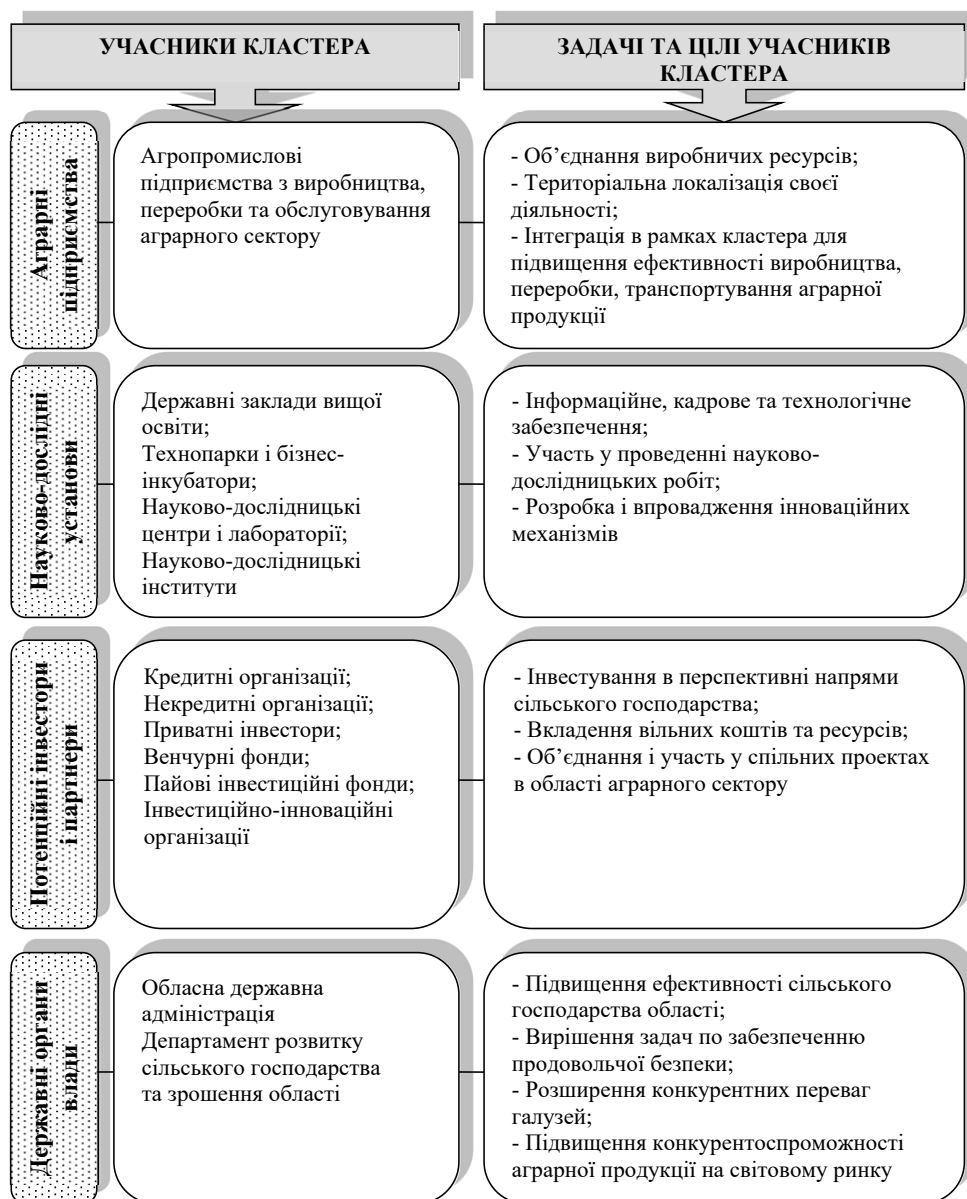 УЧАСНИКИ КЛАСТЕРА
ЗАДАЧІ ТА ЦІЛІ УЧАСНИКІВ
КЛАСТЕРА
Аграрні
підприємства
Агропромислові
підприємства з виробництва,
переробки та обслуговування
аграрного сектору
- Об’єднання виробничих ресурсів;
- Територіальна локалізація своєї
діяльності;
- Інтеграція в рамках кластера для
підвищення ефективності виробництва,
переробки, транспортування аграрної
продукції
Науково-дослідні
установи
Державні заклади вищої
освіти;
Технопарки і бізнес-
інкубатори;
Науково-дослідницькі
центри і лабораторії;
Науково-дослідницькі
інститути
- Інформаційне, кадрове та технологічне
забезпечення;
- Участь у проведенні науково-
дослідницьких робіт;
- Розробка і впровадження інноваційних
механізмів
Потенційні інвестори
і партнери
Кредитні організації;
Некредитні організації;
Приватні інвестори;
Венчурні фонди;
Пайові інвестиційні фонди;
Інвестиційно-інноваційні
організації
- Інвестування в перспективні напрями
сільського господарства;
- Вкладення вільних коштів та ресурсів;
- Об’єднання і участь у спільних проектах
в області аграрного сектору
Державні органи
влади
Обласна державна
адміністрація
Департамент розвитку
сільського господарства
та зрошення області
- Підвищення ефективності сільського
господарства області;
- Вирішення задач по забезпеченню
продовольчої безпеки;
- Розширення конкурентних переваг
галузей;
- Підвищення конкурентоспроможності
аграрної продукції на світовому ринку